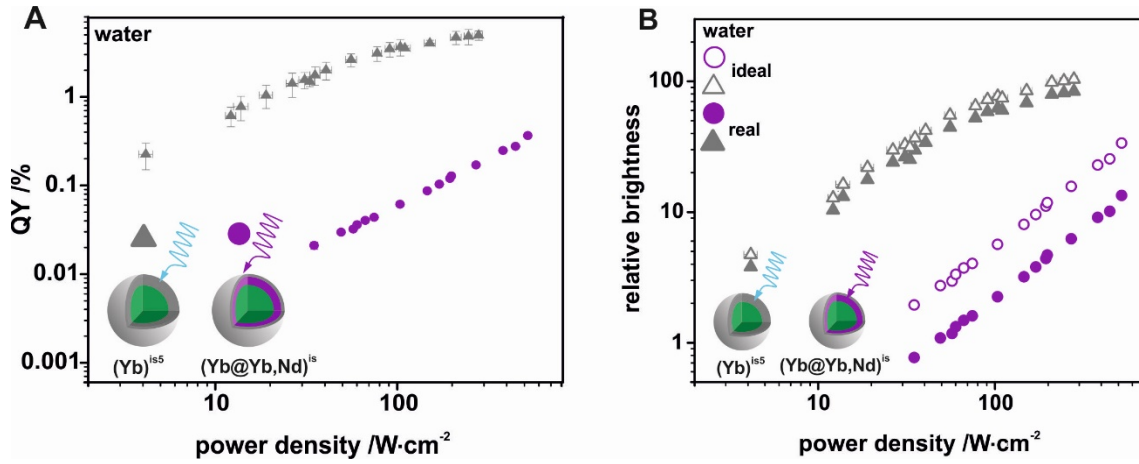 A
water
QY /%
1
0.1
0.01
0.001
10
100
power density /W·cm⁻²
(Yb)ⁱˢ⁵
(Yb@Yb,Nd)ⁱˢ
B
water
ideal
real
relative brightness
100
10
1
10
100
power density /W·cm⁻²
(Yb)ⁱˢ⁵
(Yb@Yb,Nd)ⁱˢ